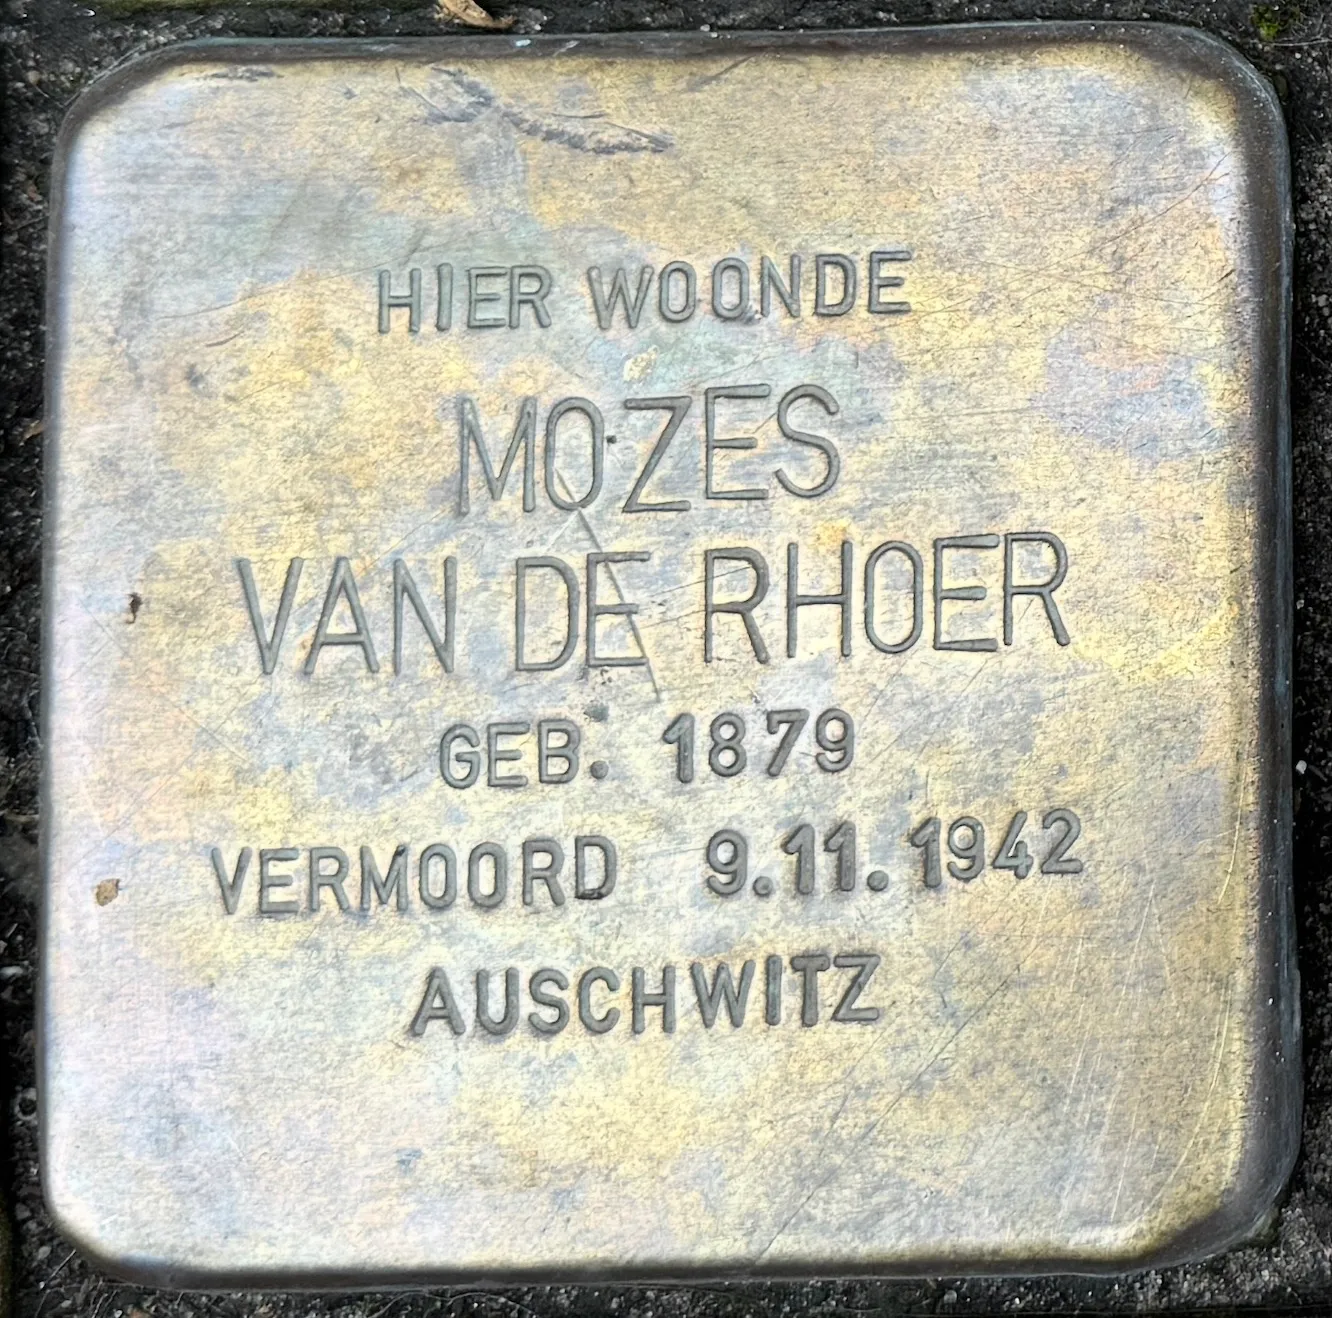 HIER WOONDE
MOZES
VAN DE RHOER
GEB. 1879
VERMOORD 9.11.1942
AUSCHWITZ